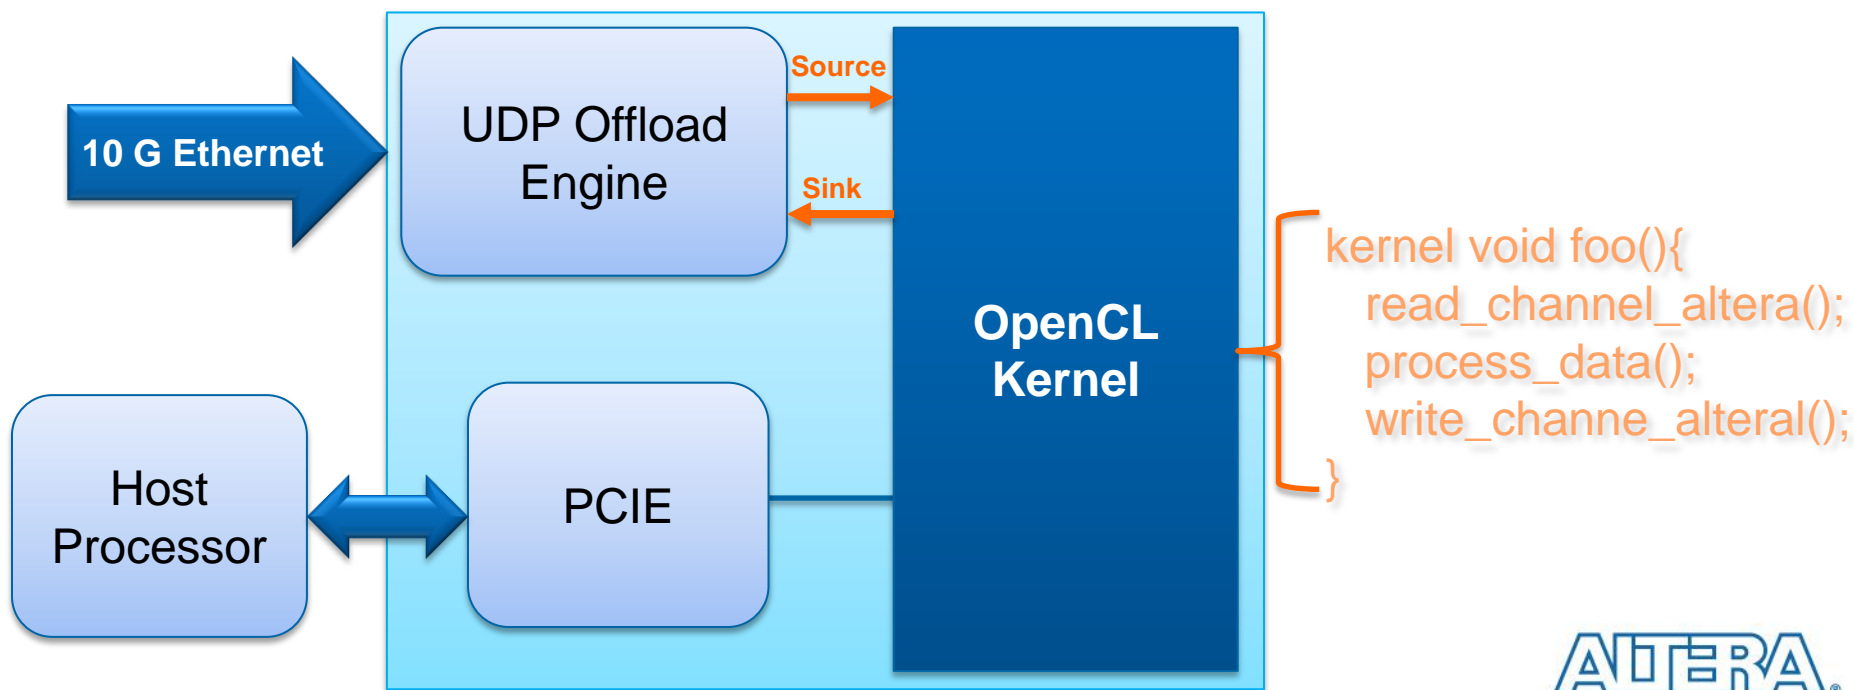 10 G Ethernet
UDP Offload
Engine
Source
Sink
OpenCL
Kernel
Host
Processor
PCIE
kernel void foo(){
read_channel_altera();
process_data();
write_channe_alteral();
}
ALTERA®